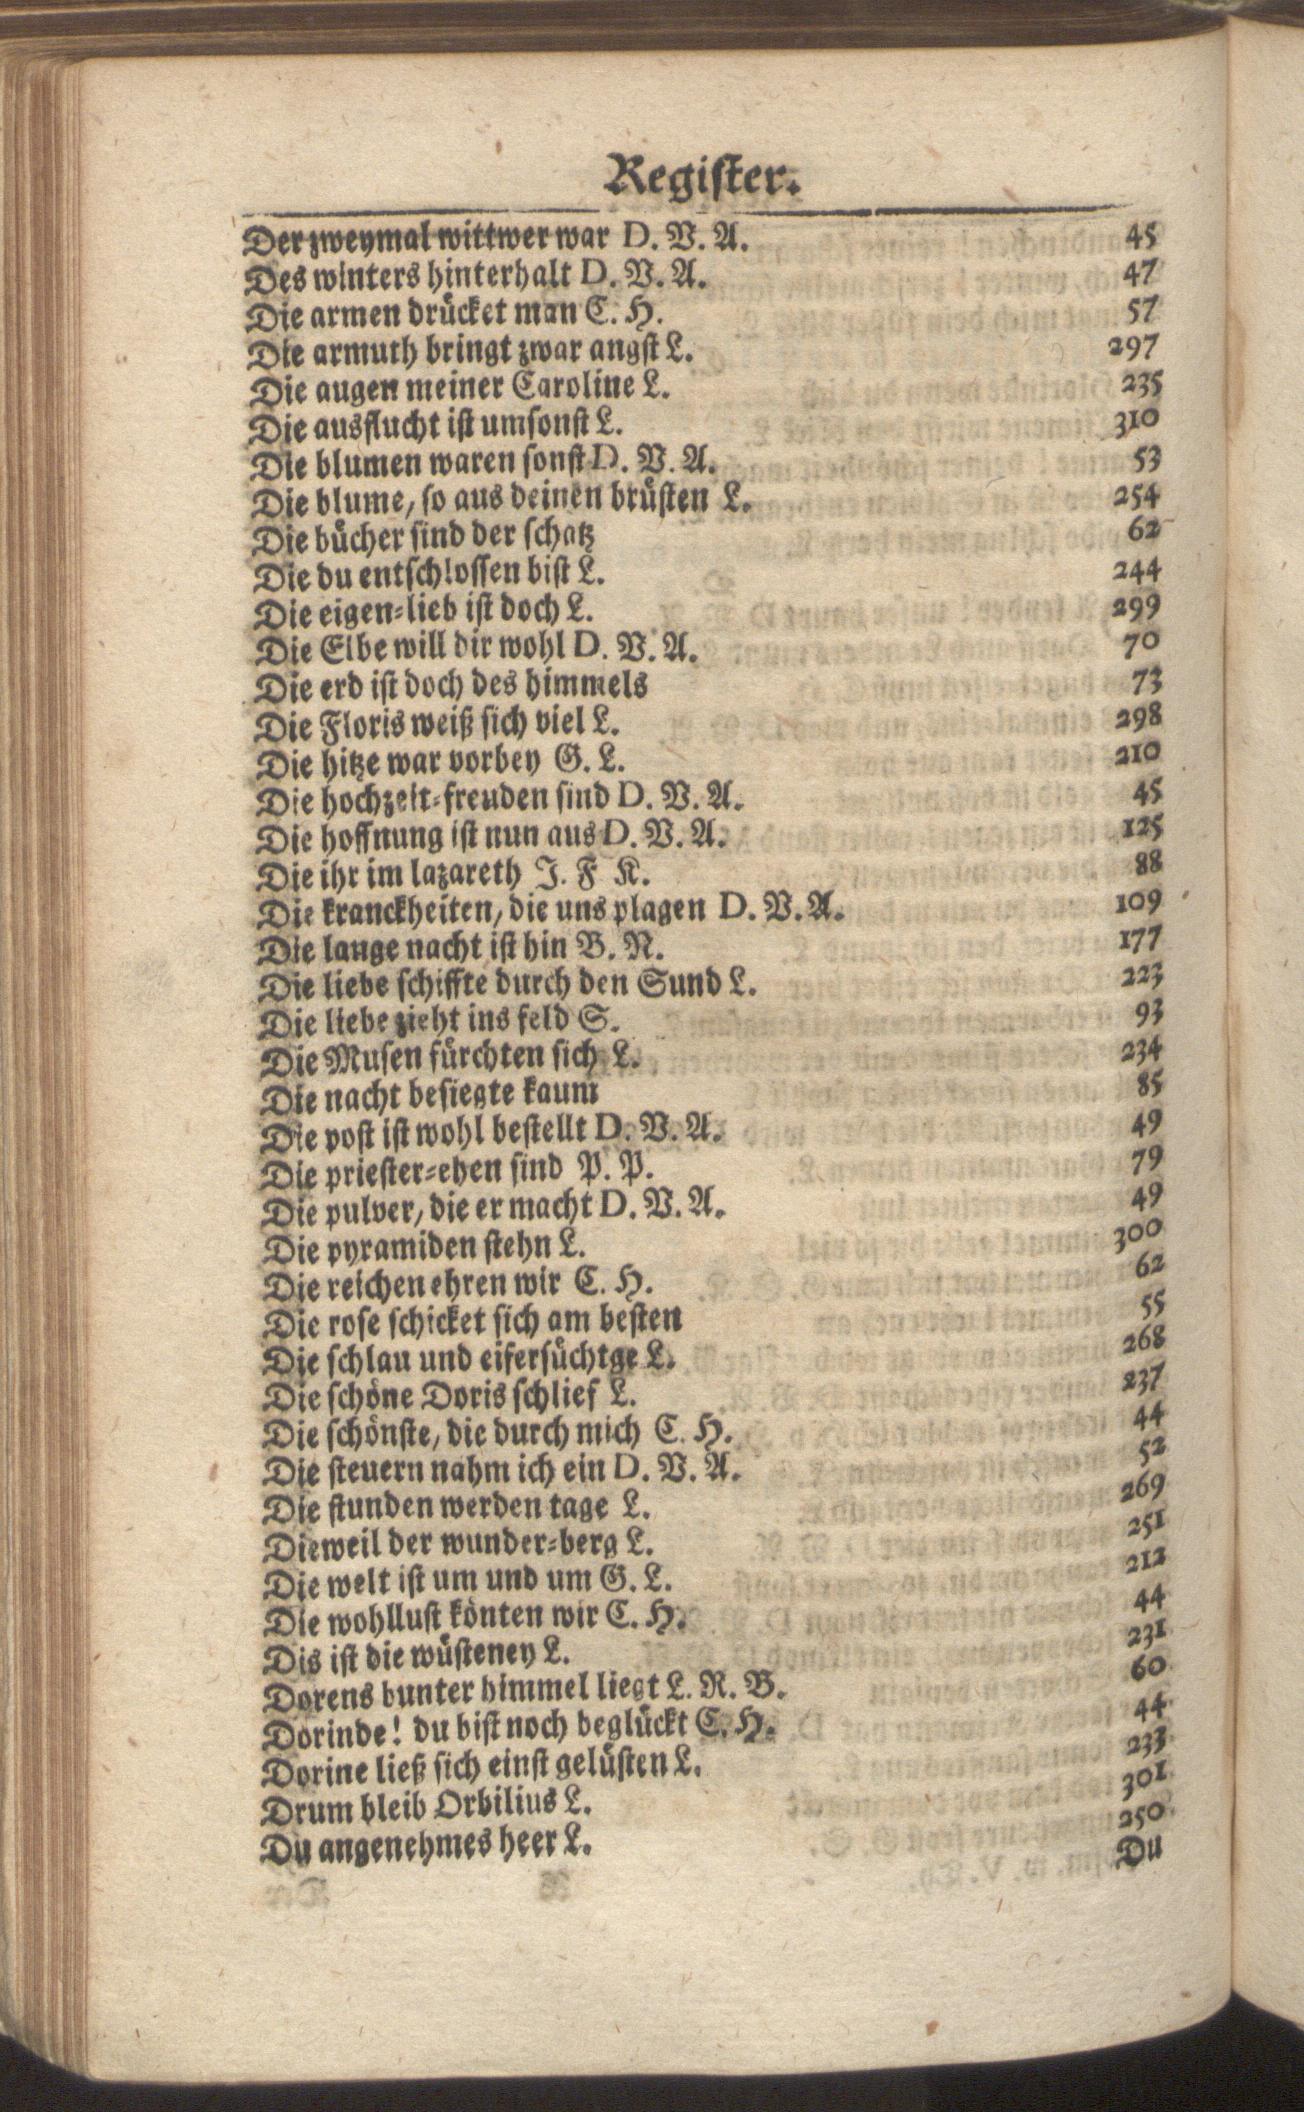 Register.
Der zweymal wittwer war D. V. A. 45
Des winters hinterhalt D. V. A. 47
Die armen drücket man C. H. 57
Die armuth bringt zwar angst L. 297
Die augen meiner Caroline L. 235
Die ausflucht ist umsonst L. 310
Die blumen waren sonst D. V. A. 53
Die blume, so aus deinen brüsten L. 254
Die bücher sind der schatz 62
Die du entschlossen bist L. 244
Die eigen-lieb ist doch L. 299
Die Elbe will dir wohl D. V. A. 70
Die erd ist doch des himmels 73
Die Floris weiß sich viel L. 298
Die hitze war vorbey G. L. 210
Die hochzeit-freuden sind D. V. A. 45
Die hoffnung ist nun aus D. V. A. 125
Die ihr im lazareth J. F K. 88
Die kranckheiten, die uns plagen D. V. A. 109
Die lange nacht ist hin B. N. 177
Die liebe schiffte durch den Sund L. 223
Die liebe zieht ins feld S. 93
Die Musen fürchten sich L. 234
Die nacht besiegte kaum 85
Die post ist wohl bestellt D. V. A. 49
Die priester-ehen sind P. P. 79
Die pulver, die er macht D. V. A. 49
Die pyramiden stehn L. 300
Die reichen ehren wir C. H. 62
Die rose schicket sich am besten 55
Die schlau und eifersüchtge L. 268
Die schöne Doris schlief L. 237
Die schönste, die durch mich C. H. 44
Die steuern nahm ich ein D. V. A. 52
Die stunden werden tage L. 269
Dieweil der wunder-berg L. 251
Die welt ist um und um G. L. 212
Die wohllust könten wir C. H. 44
Dis ist die wüsteney L. 231
Dorens bunter himmel liegt L. R. B. 60
Dorinde! du bist noch beglückt C. H. 44
Dorine ließ sich einst gelüsten L. 233
Drum bleib Orbilius L. 301
Du angenehmes heer L. 250
Du